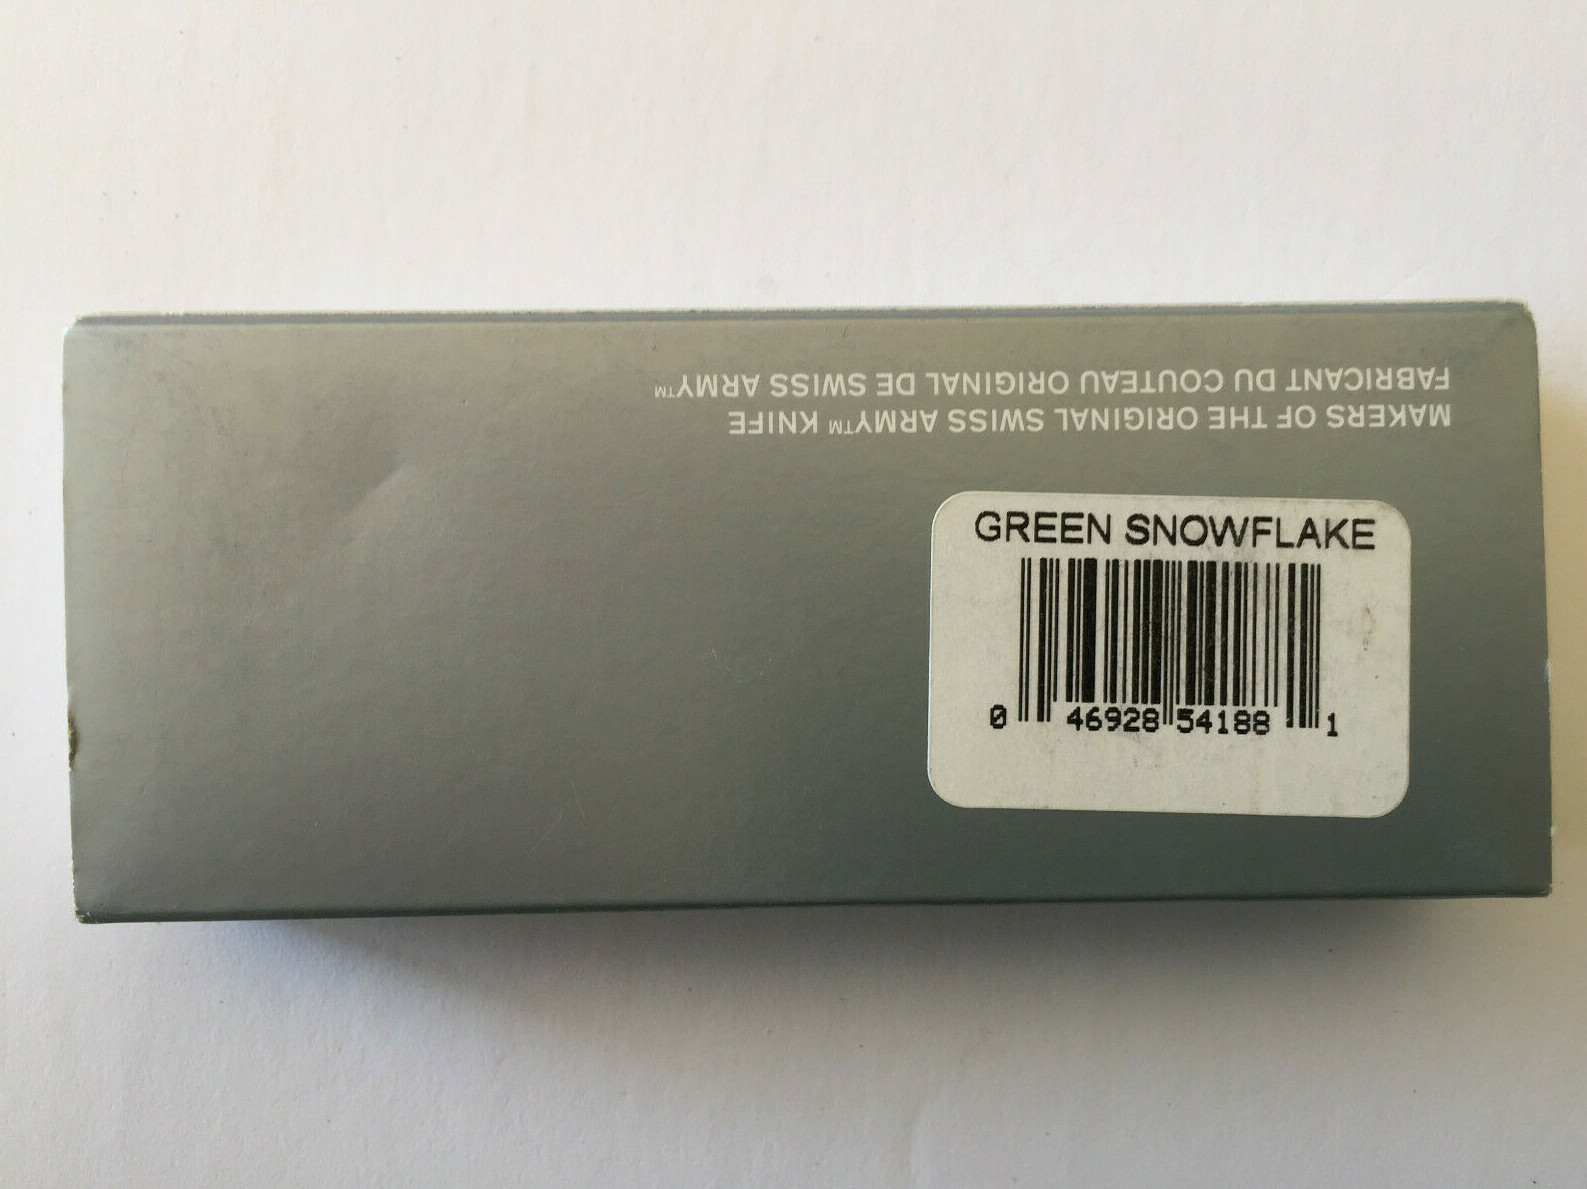 MAKERS OF THE ORIGINAL SWISS ARMY™ KNIFE
FABRICANT DU COUTEAU ORIGINAL DE SWISS ARMY™
GREEN SNOWFLAKE
0 46928 54188 1